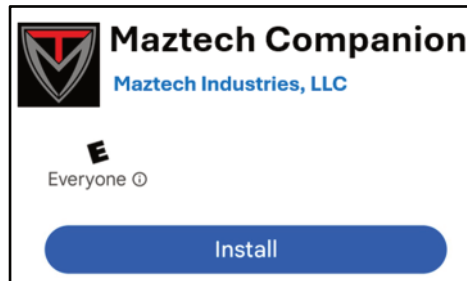 Maztech Companion
Maztech Industries, LLC
E
Everyone ⓘ
Install